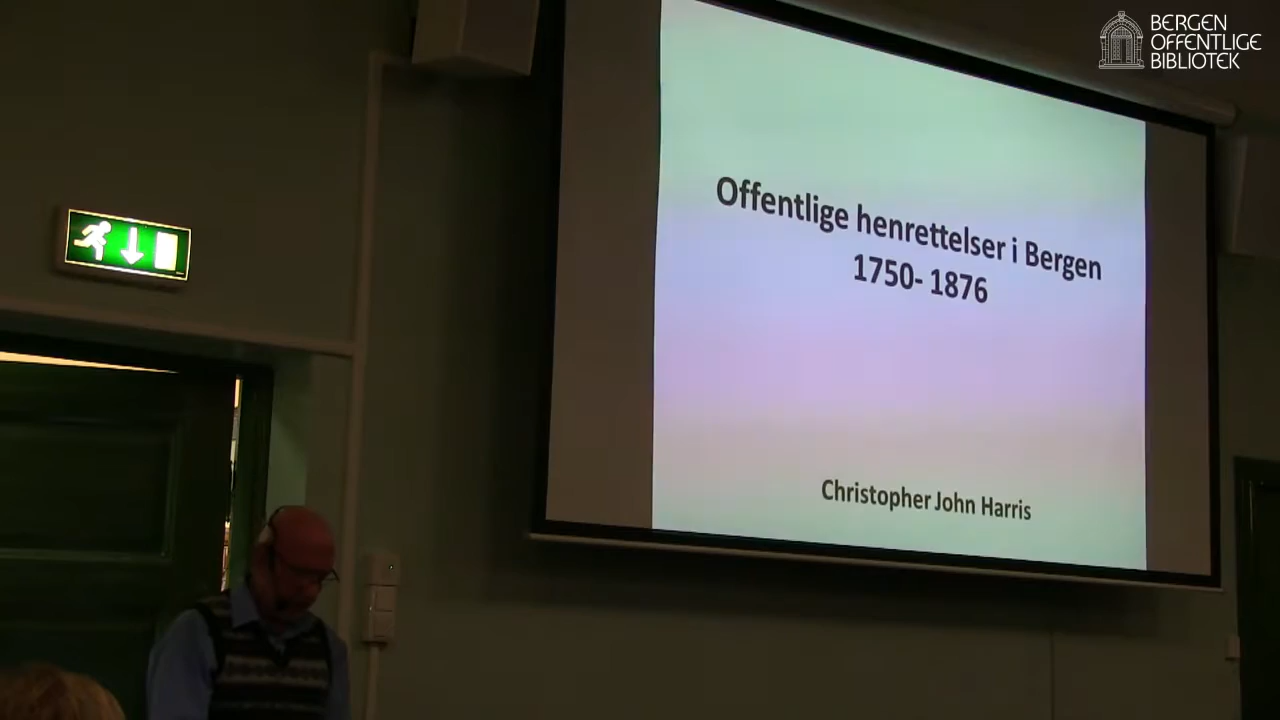 BERGEN
OFFENTLIGE
BIBLIOTEK
Offentlige henrettelser i Bergen
1750- 1876
Christopher John Harris